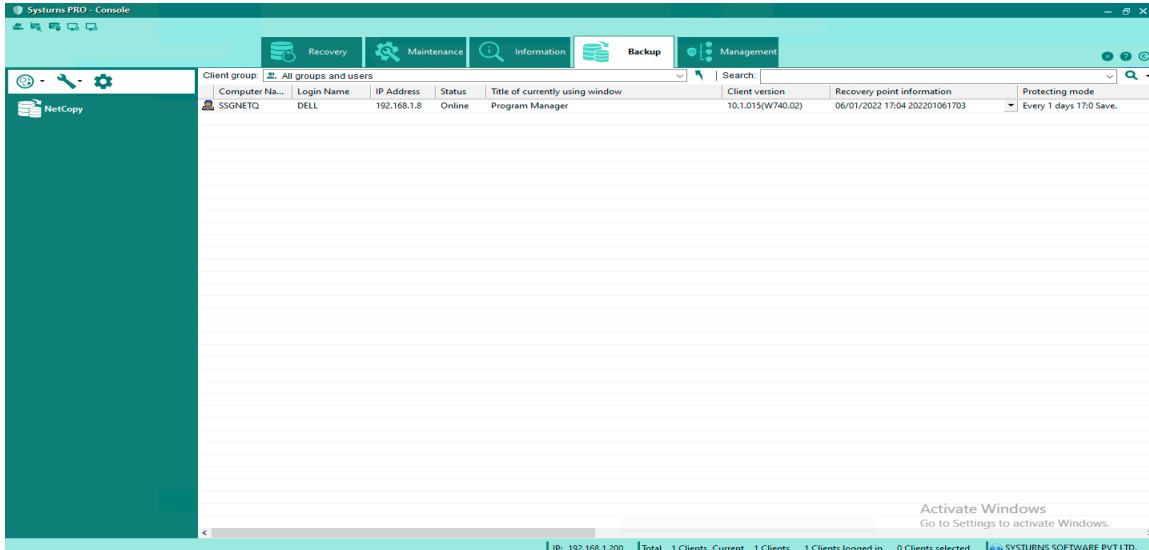 Systurns PRO - Console
Recovery Maintenance Information Backup Management
Client group: All groups and users Search:
Computer Na... Login Name IP Address Status Title of currently using window Client version Recovery point information Protecting mode
NetCopy
SSGNETQ DELL 192.168.1.8 Online Program Manager 10.1.015(W740.02) 06/01/2022 17:04 202201061703 Every 1 days 17:0 Save.
Activate Windows
Go to Settings to activate Windows.
IP: 192.168.1.200 Total 1 Clients, Current 1 Clients 1 Clients logged in 0 Clients selected SYSTURNS SOFTWARE PVT LTD.